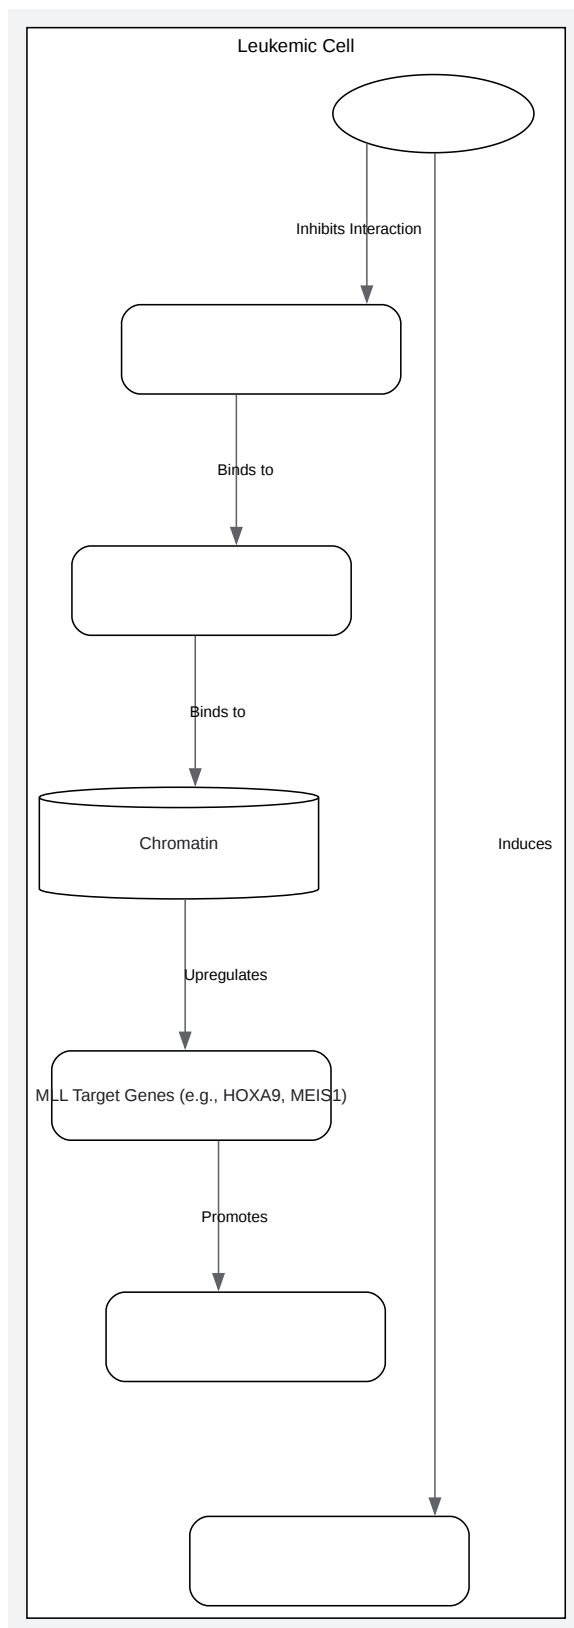 Leukemic Cell
Inhibits Interaction
Binds to
Binds to
Chromatin
Induces
Upregulates
MLL Target Genes (e.g., HOXA9, MEIS1)
Promotes